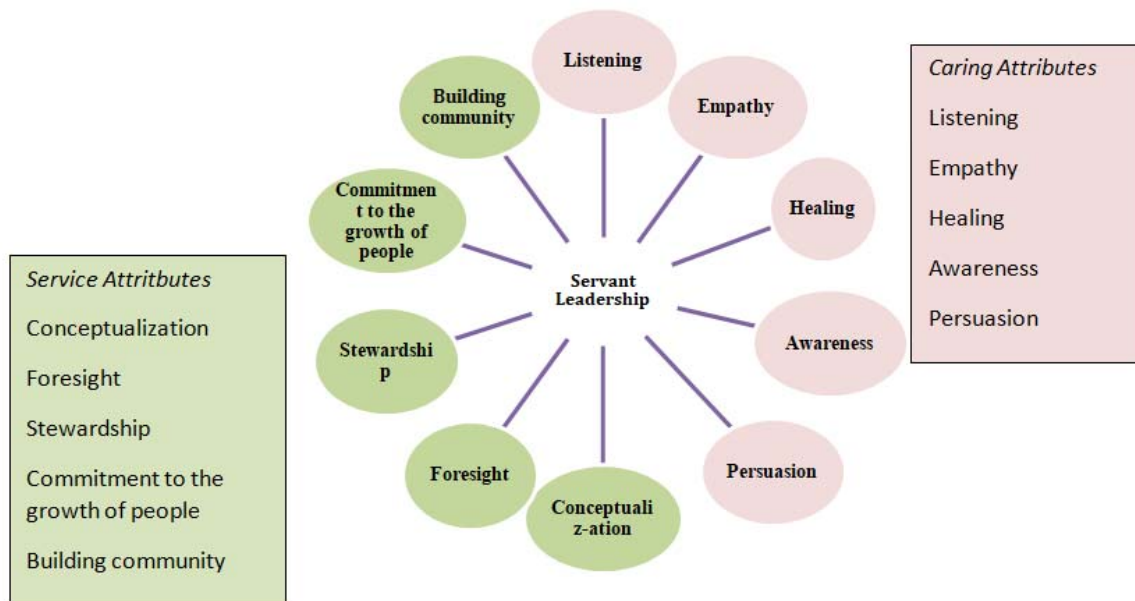 Listening
Empathy
Healing
Awareness
Persuasion
Conceptuali
z-ation
Foresight
Stewardshi
p
Commitmen
t to the
growth of
people
Building
community
Servant
Leadership
Service Attritbutes
Conceptualization
Foresight
Stewardship
Commitment to the
growth of people
Building community
Caring Attributes
Listening
Empathy
Healing
Awareness
Persuasion